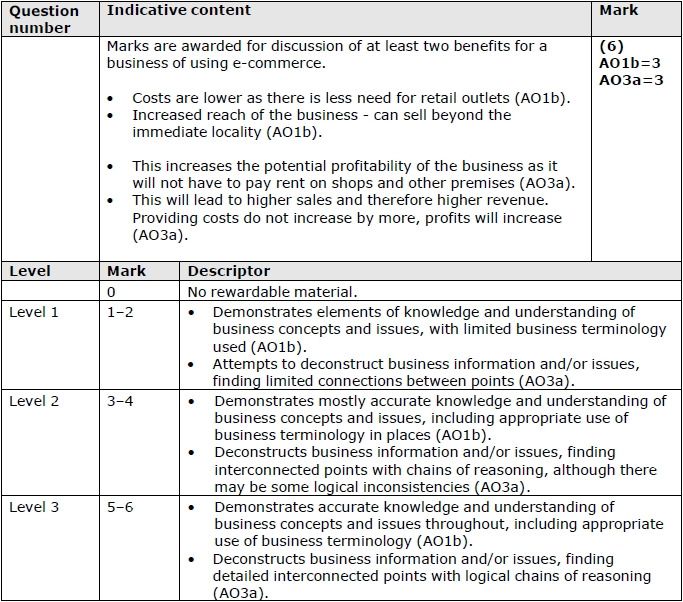 Question number
Indicative content
Mark
Marks are awarded for discussion of at least two benefits for a
business of using e-commerce.
• Costs are lower as there is less need for retail outlets (AO1b).
• Increased reach of the business - can sell beyond the
immediate locality (AO1b).
• This increases the potential profitability of the business as it
will not have to pay rent on shops and other premises (AO3a).
• This will lead to higher sales and therefore higher revenue.
Providing costs do not increase by more, profits will increase
(AO3a).
(6)
AO1b=3
AO3a=3
Level Mark Descriptor
0 No rewardable material.
Level 1 1–2 • Demonstrates elements of knowledge and understanding of
business concepts and issues, with limited business terminology
used (AO1b).
• Attempts to deconstruct business information and/or issues,
finding limited connections between points (AO3a).
Level 2 3–4 • Demonstrates mostly accurate knowledge and understanding of
business concepts and issues, including appropriate use of
business terminology in places (AO1b).
• Deconstructs business information and/or issues, finding
interconnected points with chains of reasoning, although there
may be some logical inconsistencies (AO3a).
Level 3 5–6 • Demonstrates accurate knowledge and understanding of
business concepts and issues throughout, including appropriate
use of business terminology (AO1b).
• Deconstructs business information and/or issues, finding
detailed interconnected points with logical chains of reasoning
(AO3a).